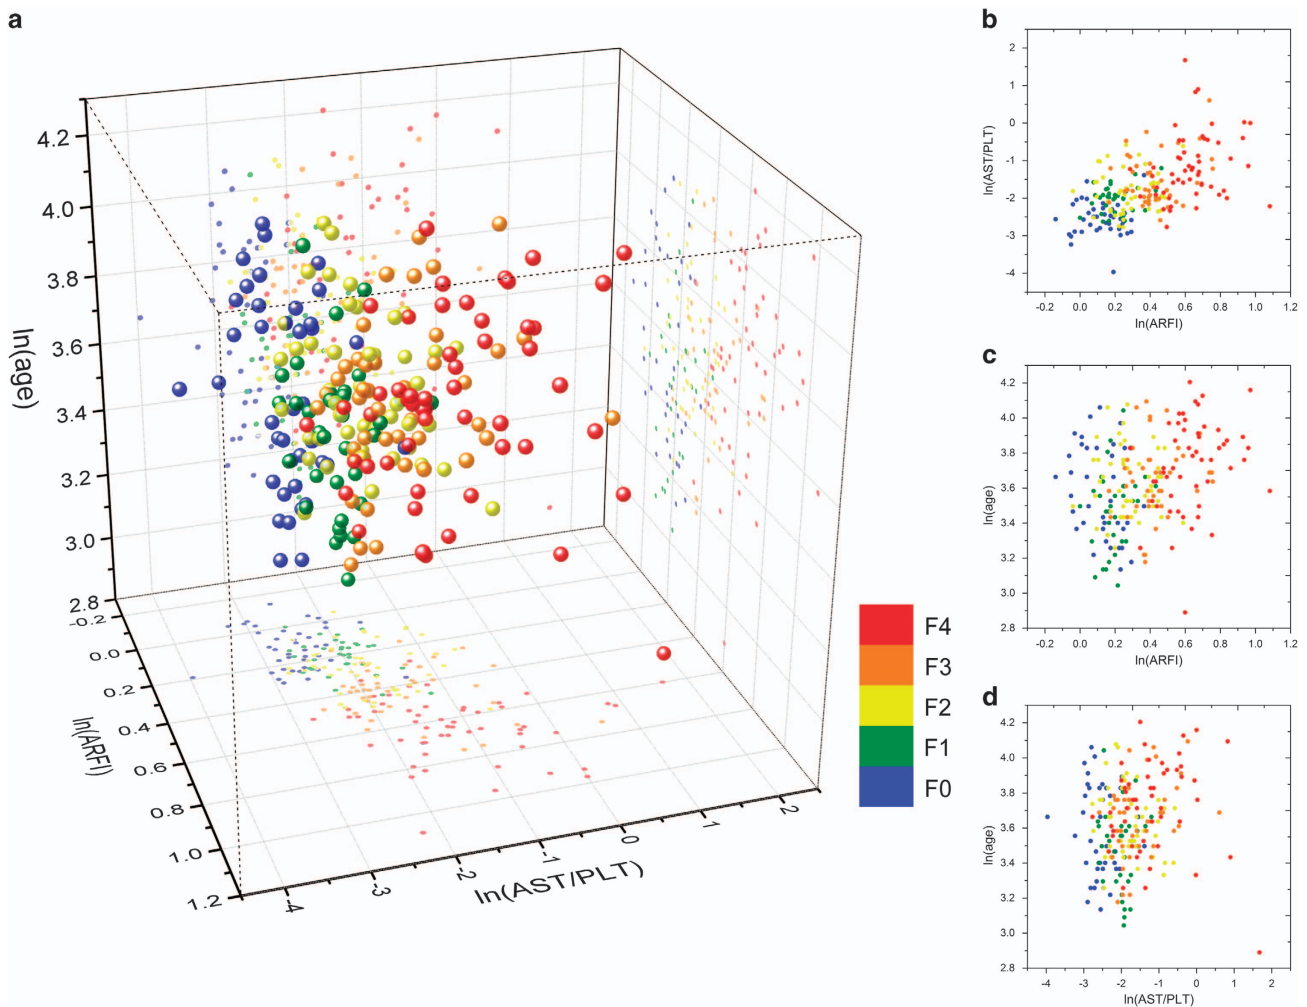 a
4.2
4.0
3.8
3.6
3.4
3.2
3.0
2.8
ln(age)
-0.2
0.0
0.2
0.4
0.6
0.8
1.0
1.2
ln(ARFI)
-4
-3
-2
-1
0
1
2
ln(AST/PLT)
F4
F3
F2
F1
F0
b
2
1
0
-1
-2
-3
-4
ln(AST/PLT)
-0.2 0.0 0.2 0.4 0.6 0.8 1.0 1.2
ln(ARFI)
c
4.2
4.0
3.8
3.6
3.4
3.2
3.0
2.8
ln(age)
-0.2 0.0 0.2 0.4 0.6 0.8 1.0 1.2
ln(ARFI)
d
4.2
4.0
3.8
3.6
3.4
3.2
3.0
2.8
ln(age)
-4 -3 -2 -1 0 1 2
ln(AST/PLT)